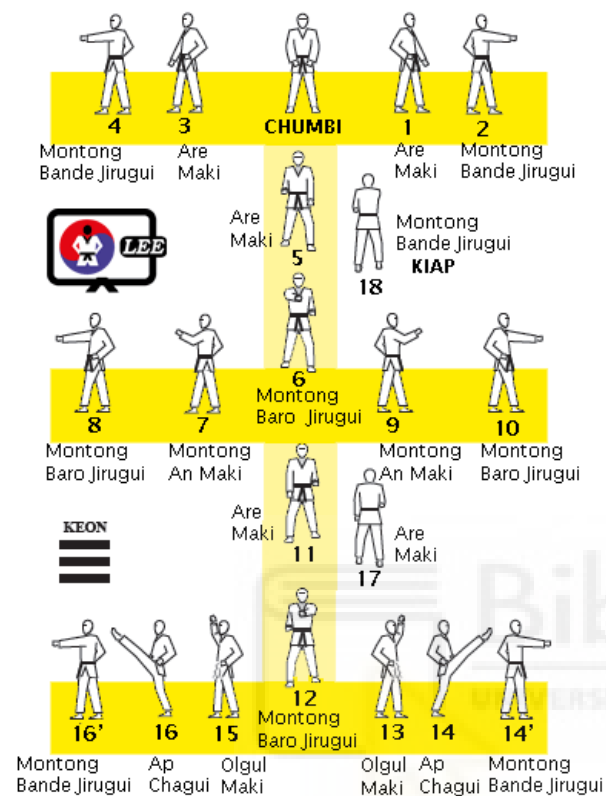 4 3 CHUMBI 1 2
Montong Are Are Montong
Bande Jirugui Maki Maki Bande Jirugui
Are
Maki
5
Montong
Bande Jirugui
KIAP
18
LEE
6
Montong
Baro Jirugui
8 7 9 10
Montong Montong Montong Montong
Baro Jirugui An Maki An Maki Baro Jirugui
KEON
Are
Maki
11
Are
Maki
17
12
Montong
Baro Jirugui
16’ 16 15 13 14 14’
Montong Ap Olgul Olgul Ap Montong
Bande Jirugui Chagui Maki Maki Chagui Bande Jirugui